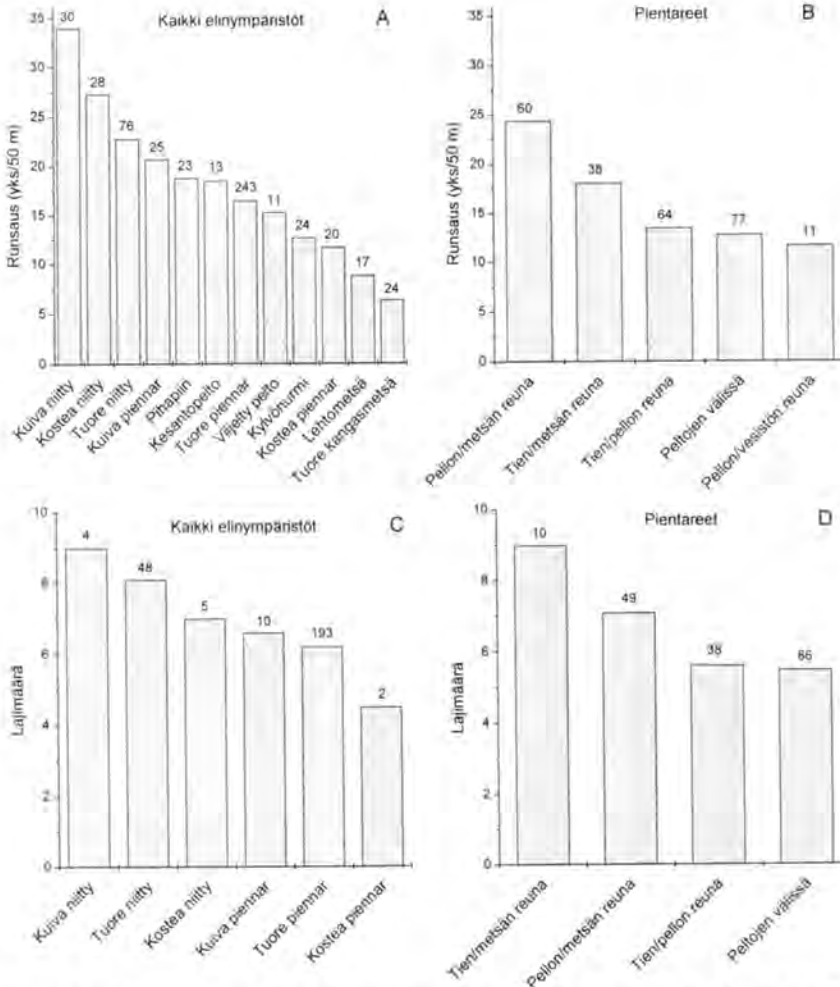 A
Kaikki elinympäristöt
Runsaus (yks/50 m)
35
30
25
20
15
10
5
0
30
28
76
25
23
13
243
11
24
20
17
24
Kuiva niitty
Kostea niitty
Tuore niitty
Kuiva piennar
Pihapiiri
Kesantopelto
Tuore piennar
Viljelty pelto
Kylvönurmi
Kostea piennar
Lehtometsä
Tuore kangasmetsä
B
Pientareet
Runsaus (yks/50 m)
35
30
25
20
15
10
5
0
60
38
64
77
11
Pellon/metsän reuna
Tien/metsän reuna
Tien/pellon reuna
Peltojen välissä
Pellon/vesistön reuna
C
Kaikki elinympäristöt
Lajimäärä
10
8
6
4
2
0
4
48
5
10
193
2
Kuiva niitty
Tuore niitty
Kostea niitty
Kuiva piennar
Tuore piennar
Kostea piennar
D
Pientareet
Lajimäärä
10
8
6
4
2
0
10
49
38
66
Tien/metsän reuna
Pellon/metsän reuna
Tien/pellon reuna
Peltojen välissä